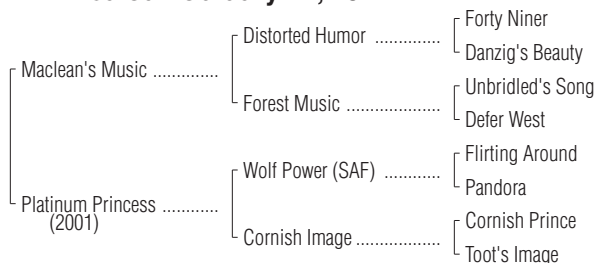 Forty Niner
Distorted Humor ..............
Danzig's Beauty
Maclean's Music .............
Unbridled's Song
Forest Music .....................
Defer West
Flirting Around
Wolf Power (SAF) ............
Pandora
Platinum Princess ............
(2001)
Cornish Prince
Cornish Image ..................
Toot's Image